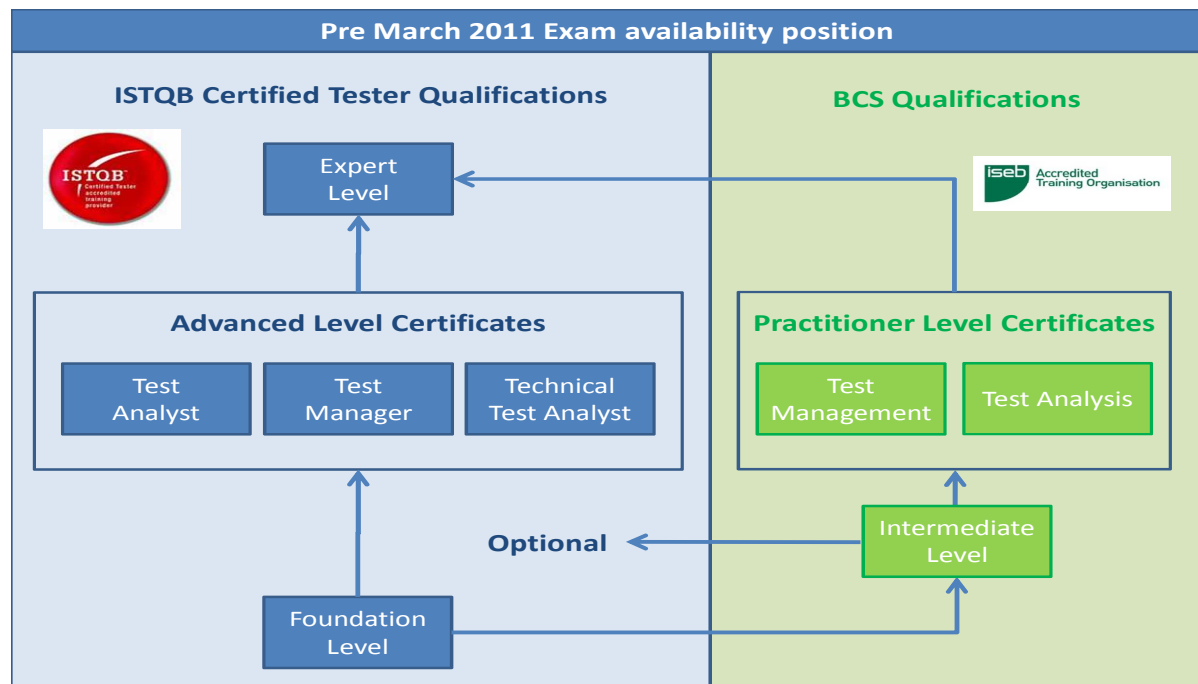 Pre March 2011 Exam availability position
ISTQB Certified Tester Qualifications
BCS Qualifications
ISTQB™
Certified Tester
accredited
training
provider
Expert
Level
iseb
Accredited
Training Organisation
Advanced Level Certificates
Test
Analyst
Test
Manager
Technical
Test Analyst
Practitioner Level Certificates
Test
Management
Test Analysis
Optional
Intermediate
Level
Foundation
Level